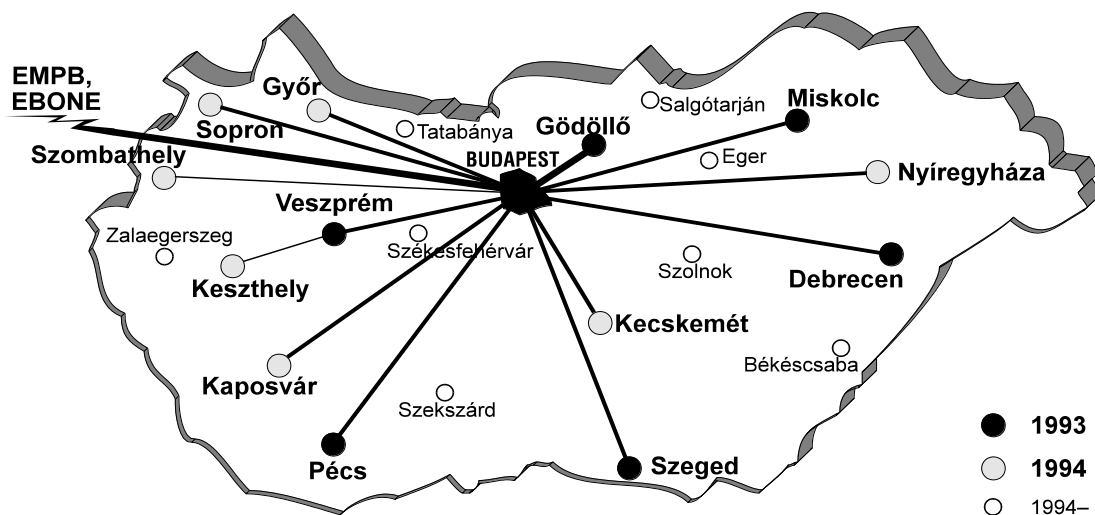 EMPB,
EBONE
Győr
Sopron
Tatabánya
Gödöllő
Salgótarján
Miskolc
Szombathely
BUDAPEST
Eger
Nyíregyháza
Veszprém
Zalaegerszeg
Székesfehérvár
Szolnok
Keszthely
Debrecen
Kecskemét
Kaposvár
Békéscsaba
Szekszárd
Pécs
Szeged
1993
1994
1994–